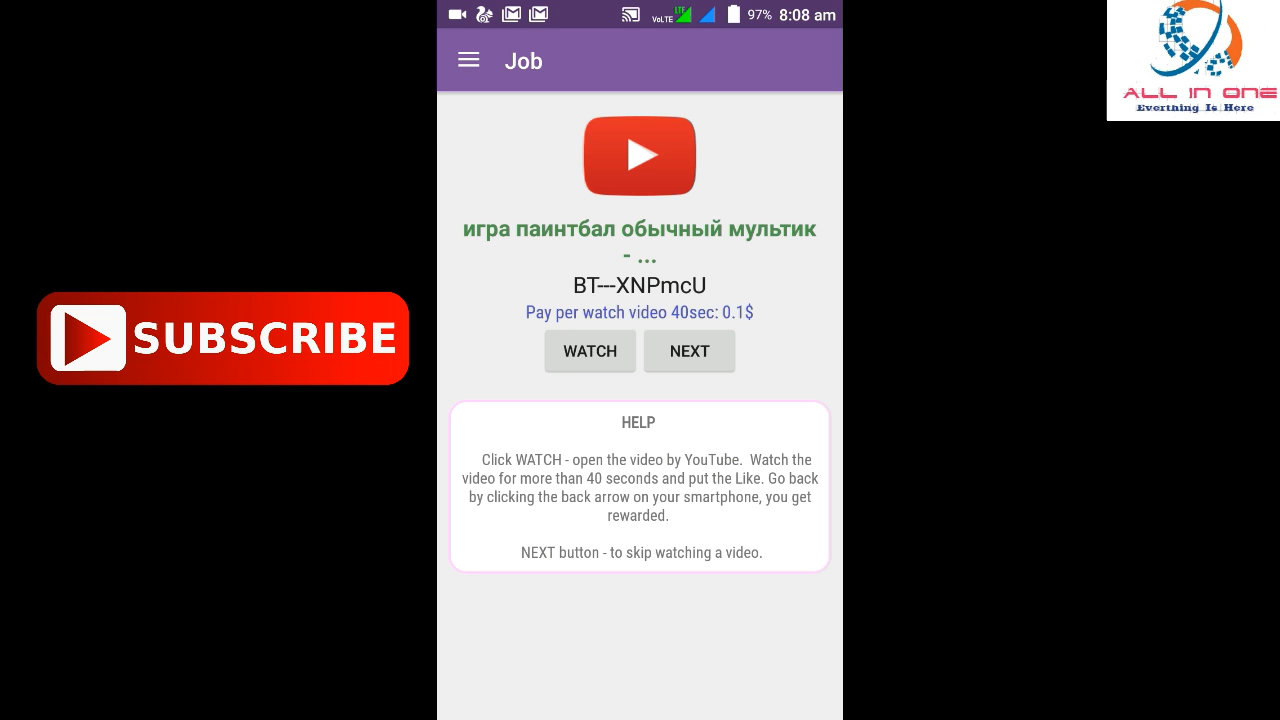 VoLTE LTE 97% 8:08 am
Job
ALL IN ONE
Everthing Is Here
игра паинтбал обычный мультик
- ...
BT---XNPmcU
Pay per watch video 40sec: 0.1$
WATCH NEXT
SUBSCRIBE
HELP
Click WATCH - open the video by YouTube. Watch the
video for more than 40 seconds and put the Like. Go back
by clicking the back arrow on your smartphone, you get
rewarded.
NEXT button - to skip watching a video.